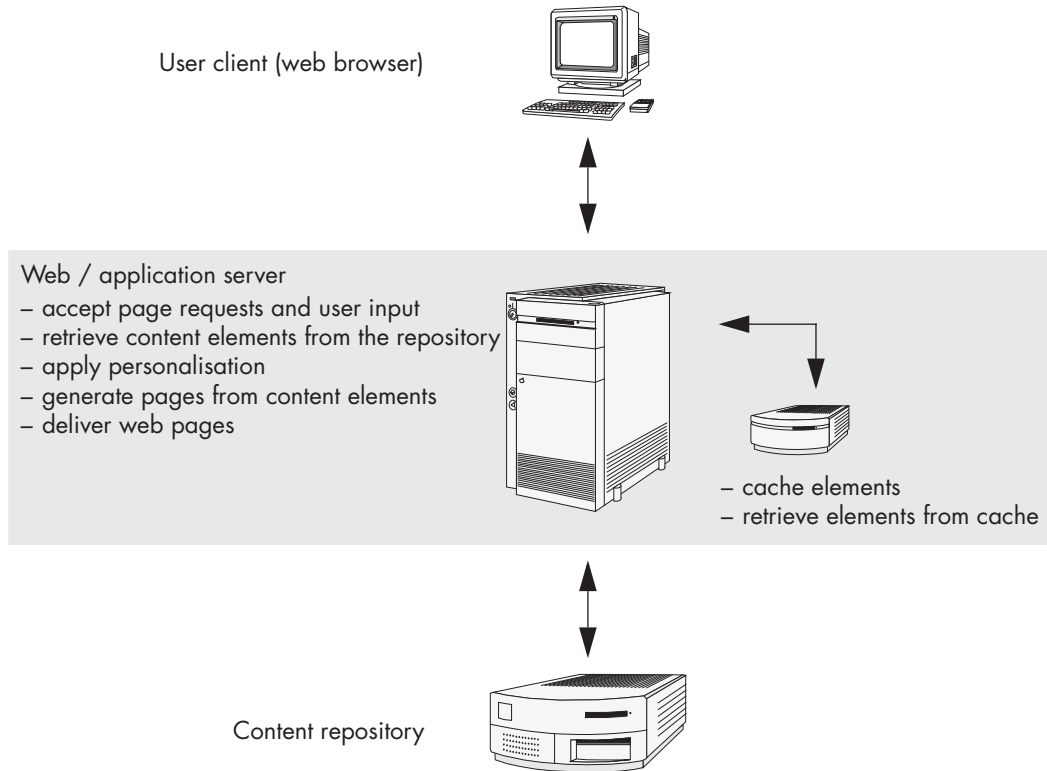 User client (web browser)
Web / application server
– accept page requests and user input
– retrieve content elements from the repository
– apply personalisation
– generate pages from content elements
– deliver web pages
– cache elements
– retrieve elements from cache
Content repository